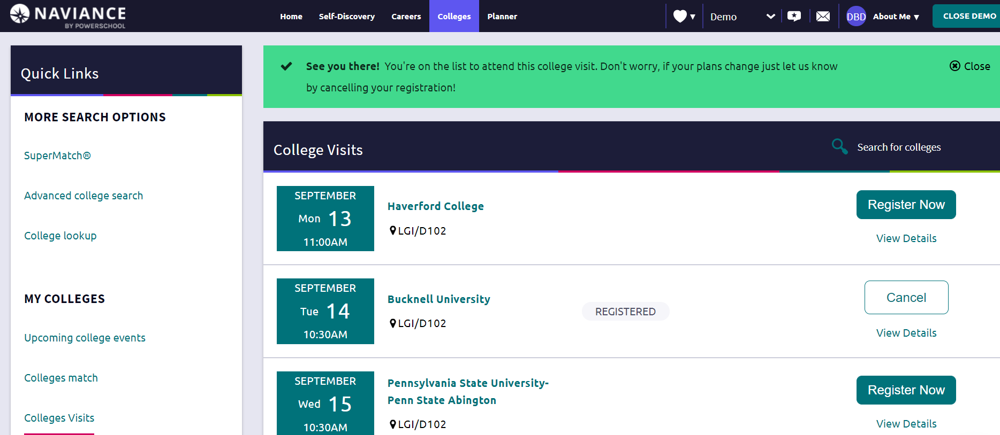 NAVIANCE
BY POWERSCHOOL
Home Self-Discovery Careers Colleges Planner
Demo
DBD About Me
CLOSE DEMO
Quick Links
MORE SEARCH OPTIONS
SuperMatch®
Advanced college search
College lookup
MY COLLEGES
Upcoming college events
Colleges match
Colleges Visits
See you there! You're on the list to attend this college visit. Don't worry, if your plans change just let us know
by cancelling your registration!
Close
College Visits
Search for colleges
SEPTEMBER
Mon 13
11:00AM
Haverford College
LGI/D102
Register Now
View Details
SEPTEMBER
Tue 14
10:30AM
Bucknell University
LGI/D102
REGISTERED
Cancel
View Details
SEPTEMBER
Wed 15
10:30AM
Pennsylvania State University-
Penn State Abington
LGI/D102
Register Now
View Details